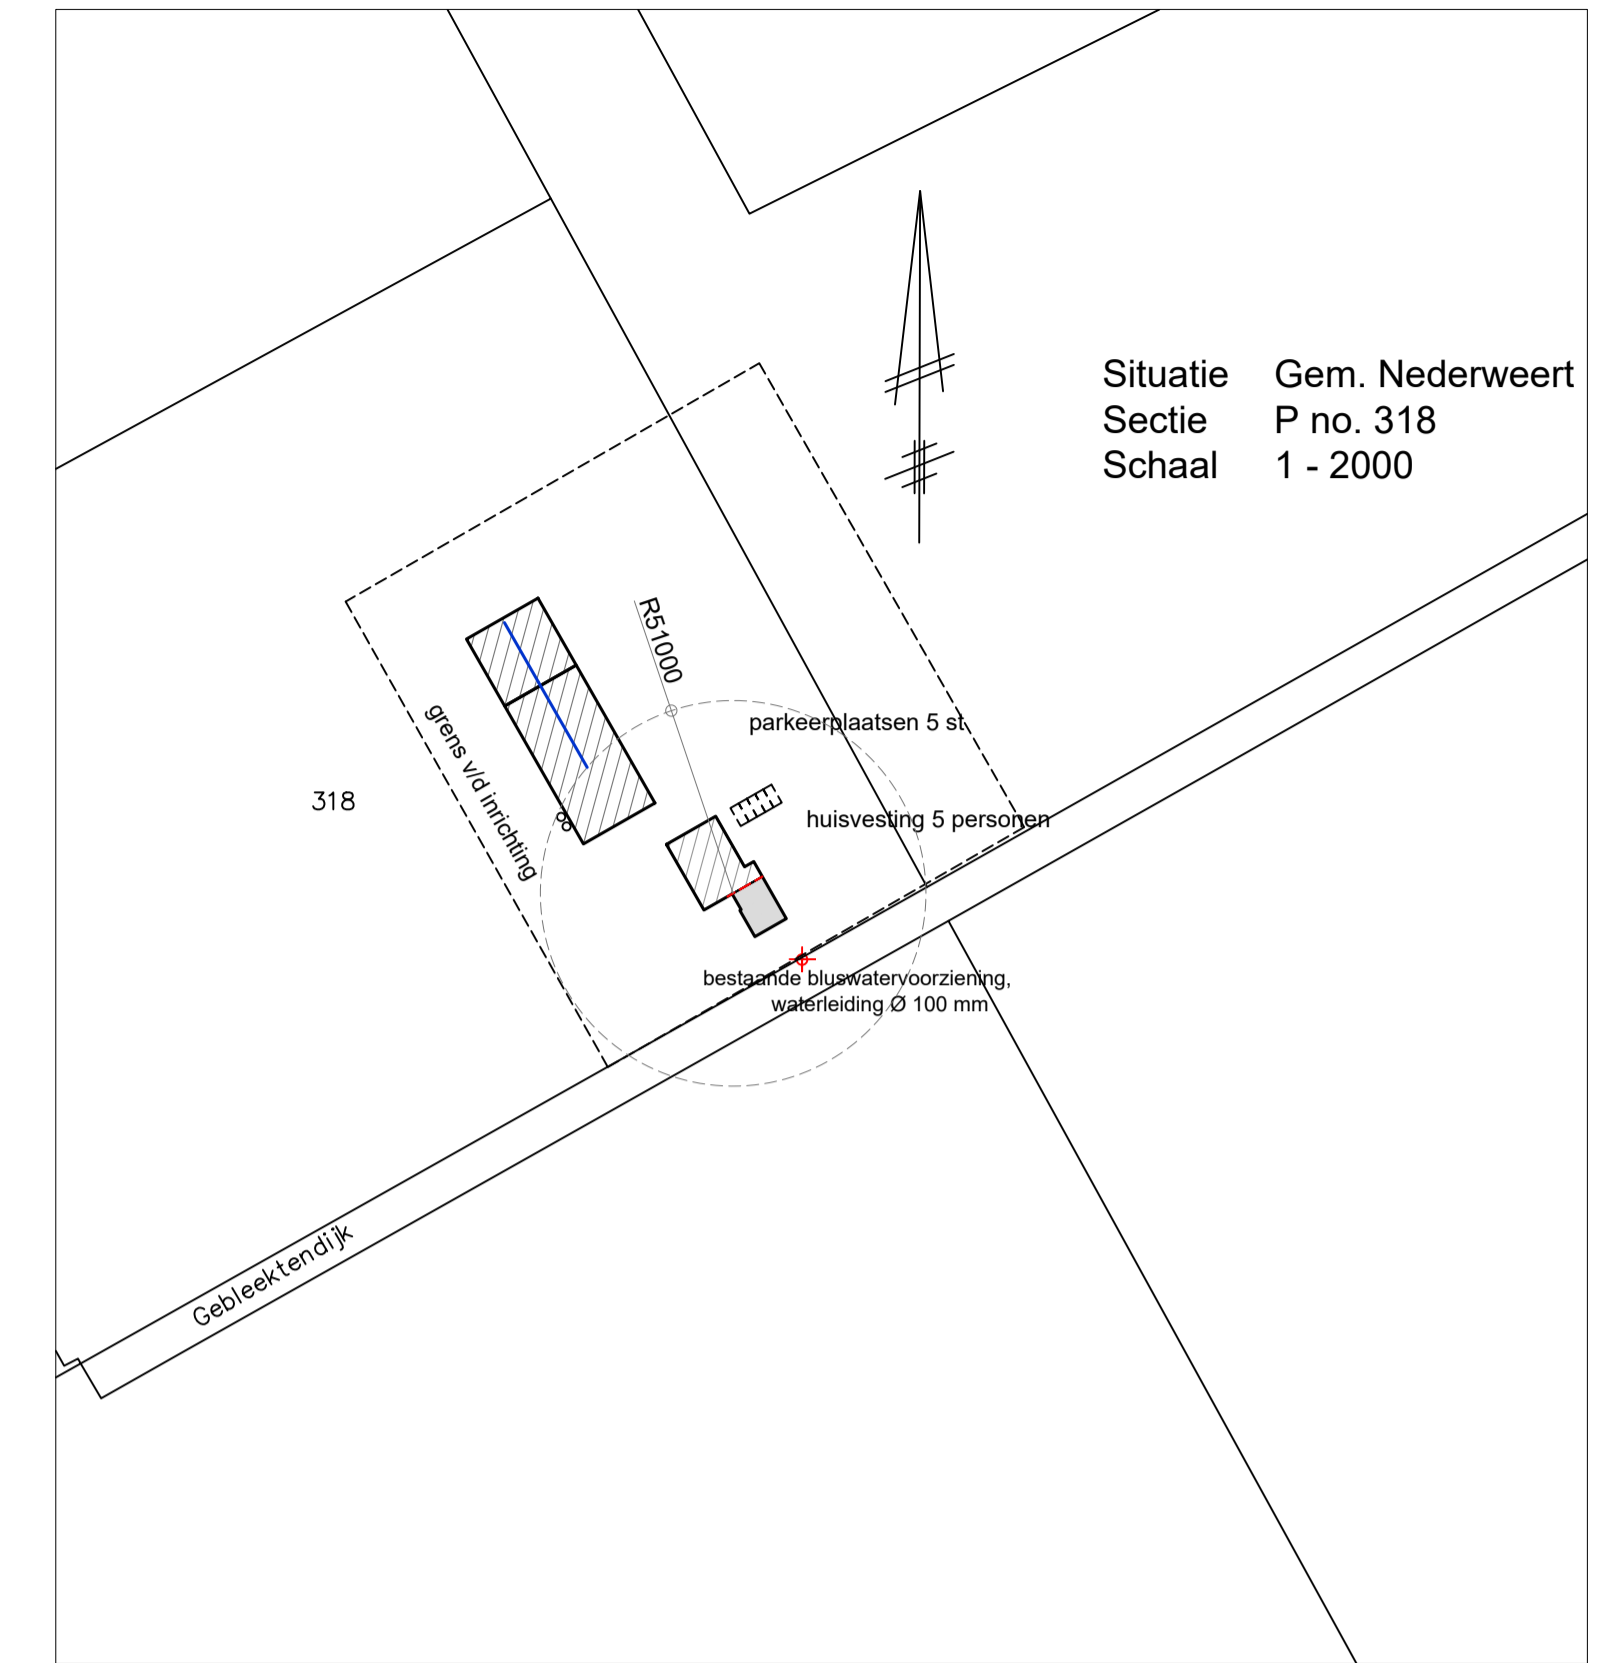 Situatie Gem. Nederweert
Sectie P no. 318
Schaal 1 - 2000
R51000
parkeerplaatsen 5 st
grens v/d inrichting
318
huisvesting 5 personen
bestaande bluswatervoorziening,
waterleiding Ø 100 mm
Gebleektendijk